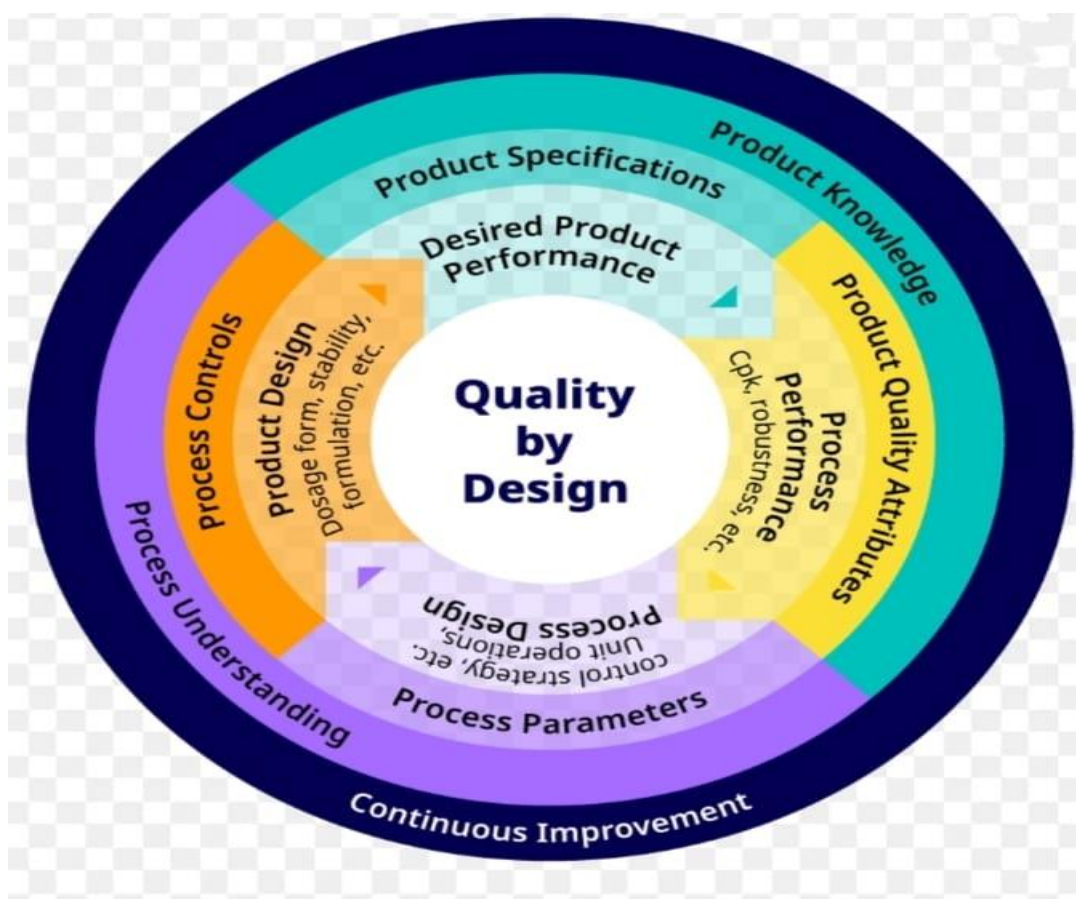 Continuous Improvement
Product Knowledge
Process Understanding
Product Specifications
Product Quality Attributes
Process Parameters
Process Controls
Desired Product
Performance
Process
Performance
Cpk, robustness, etc.
Process Design
Unit operations,
control strategy, etc.
Product Design
Dosage form, stability,
formulation, etc.
Quality
by
Design